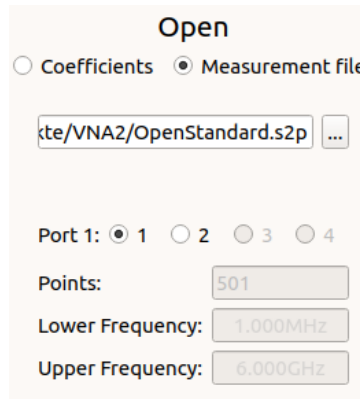 Open
Coefficients Measurement file
kte/VNA2/OpenStandard.s2p ...
Port 1: 1 2 3 4
Points: 501
Lower Frequency: 1.000MHz
Upper Frequency: 6.000GHz